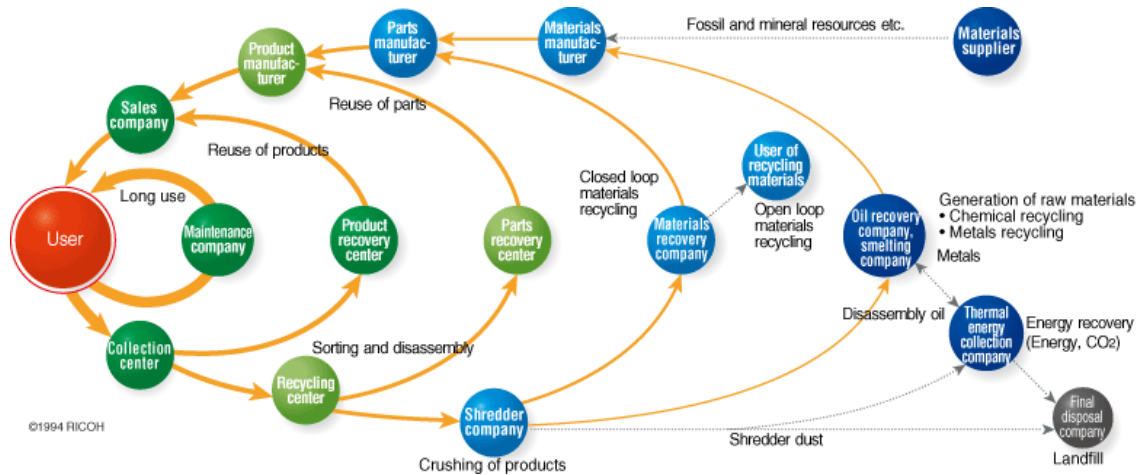 Fossil and mineral resources etc.
Materials
supplier
Materials
manufac-
turer
Parts
manufac-
turer
Product
manufac-
turer
Sales
company
Reuse of parts
Reuse of products
Long use
User
Maintenance
company
Product
recovery
center
Parts
recovery
center
Closed loop
materials
recycling
Materials
recovery
company
User of
recycling
materials
Open loop
materials
recycling
Oil recovery
company,
smelting
company
Generation of raw materials
• Chemical recycling
• Metals recycling
Metals
Disassembly oil
Thermal
energy
collection
company
Energy recovery
(Energy, CO2)
Collection
center
Sorting and disassembly
Recycling
center
Shredder
company
Crushing of products
Shredder dust
Final
disposal
company
Landfill
©1994 RICOH